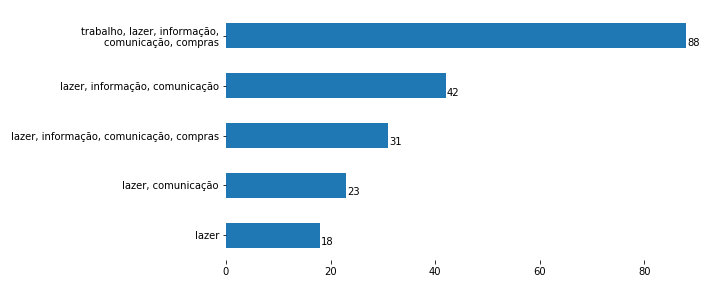 trabalho, lazer, informação,
comunicação, compras
88
lazer, informação, comunicação
42
lazer, informação, comunicação, compras
31
lazer, comunicação
23
lazer
18
0 20 40 60 80